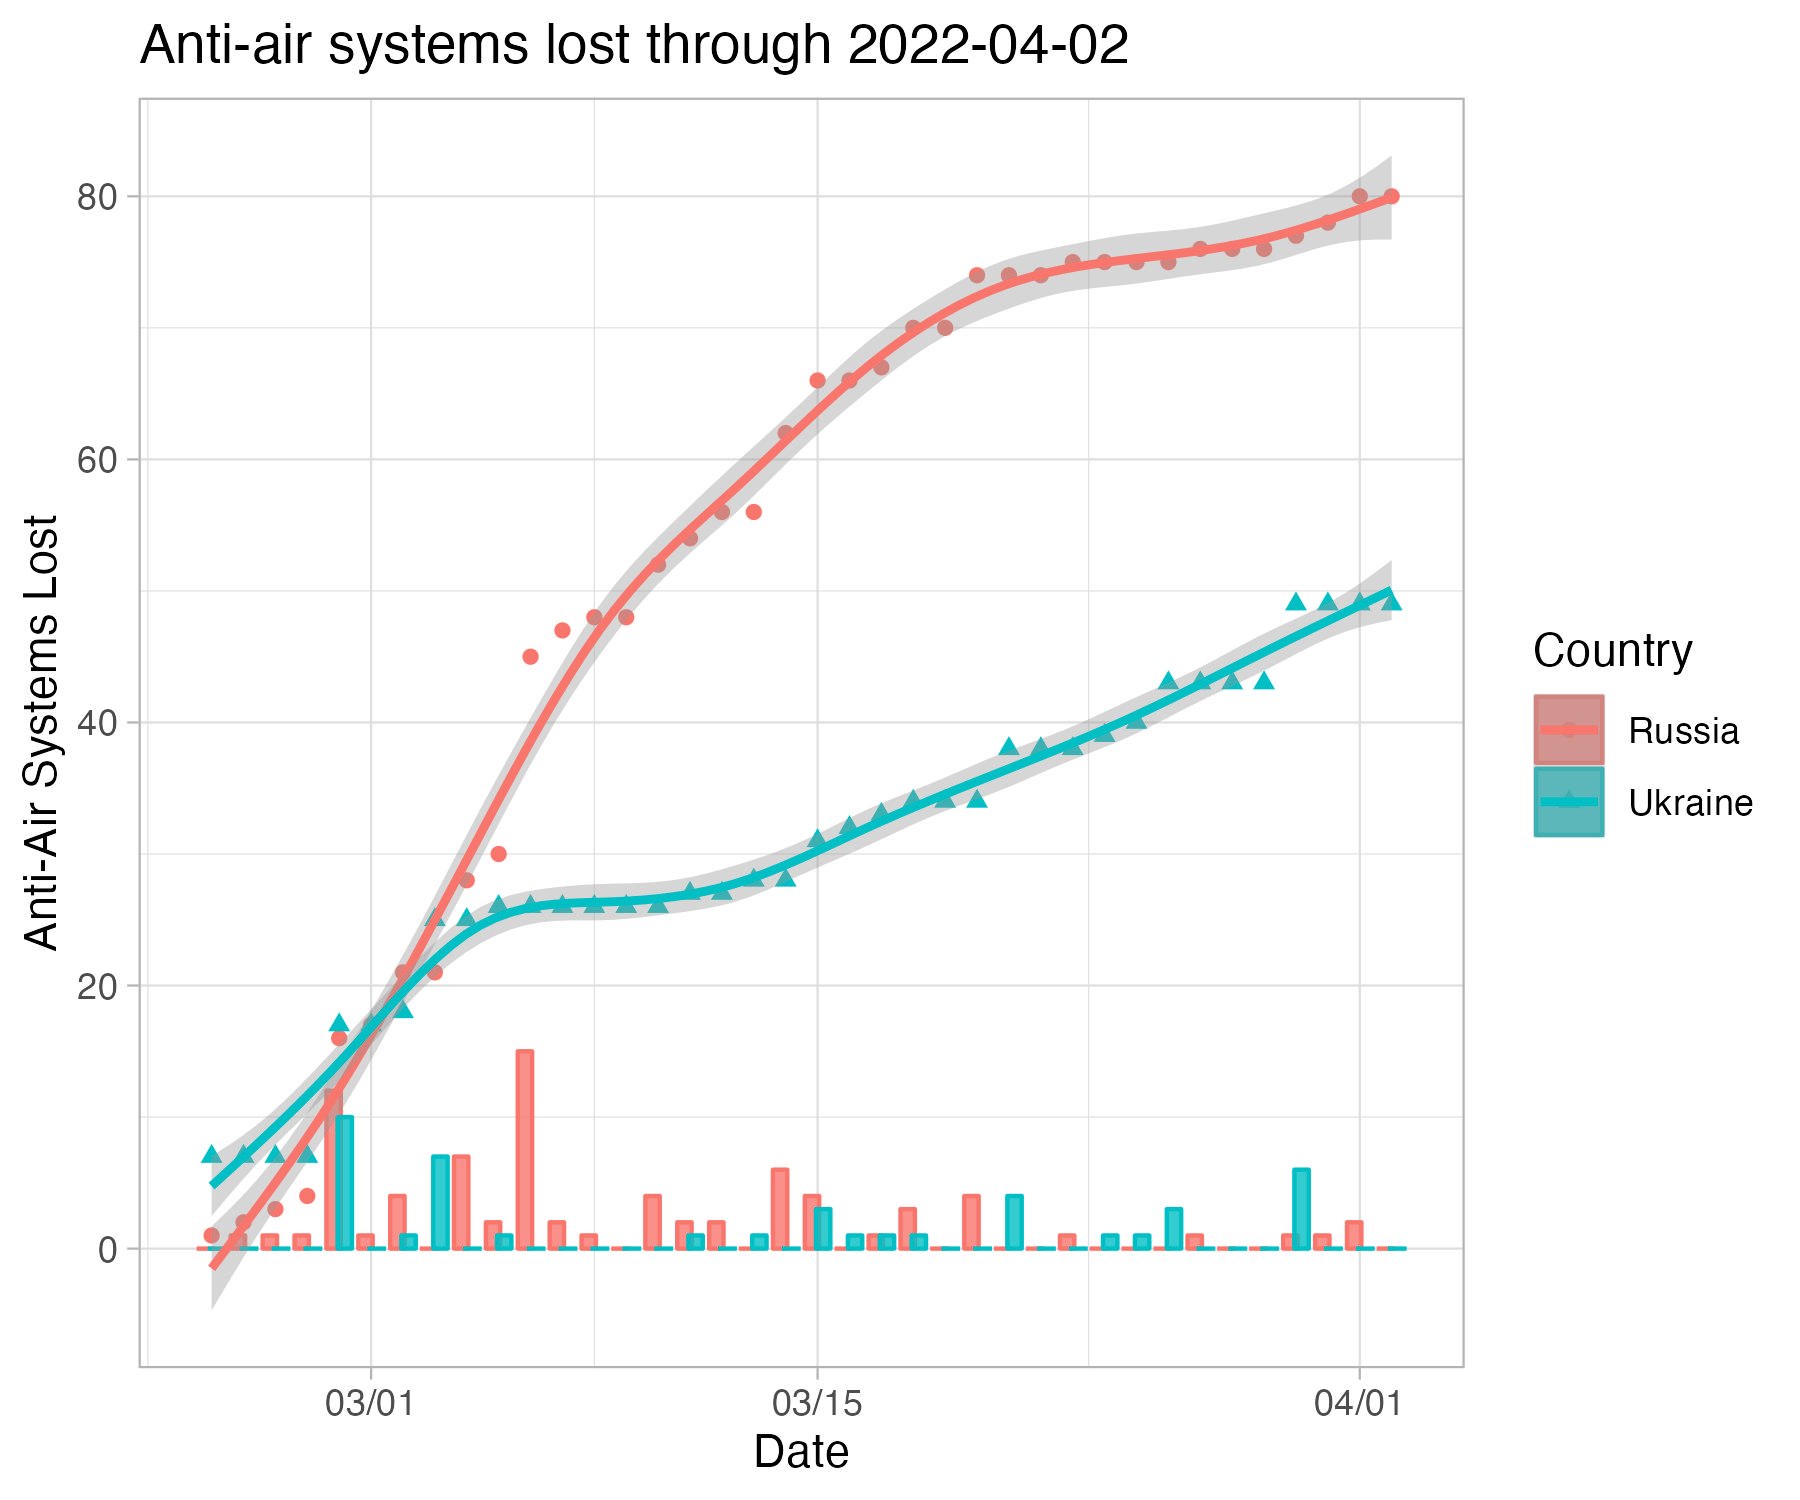 Anti-air systems lost through 2022-04-02
Anti-Air Systems Lost
80
60
40
20
0
03/01
03/15
04/01
Date
Country
Russia
Ukraine